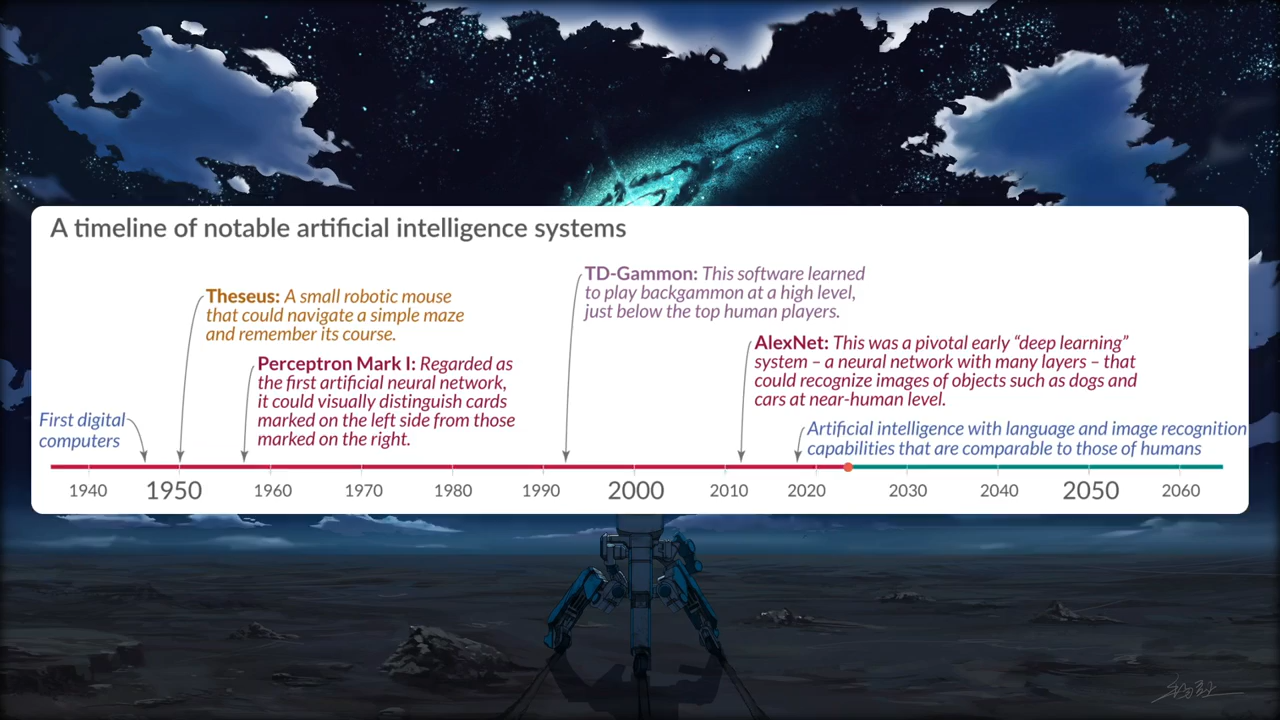 A timeline of notable artificial intelligence systems
TD-Gammon: This software learned
to play backgammon at a high level,
just below the top human players.
Theseus: A small robotic mouse
that could navigate a simple maze
and remember its course.
AlexNet: This was a pivotal early “deep learning”
system – a neural network with many layers – that
could recognize images of objects such as dogs and
cars at near-human level.
Perceptron Mark I: Regarded as
the first artificial neural network,
it could visually distinguish cards
marked on the left side from those
marked on the right.
First digital
computers
Artificial intelligence with language and image recognition
capabilities that are comparable to those of humans
1940 1950 1960 1970 1980 1990 2000 2010 2020 2030 2040 2050 2060